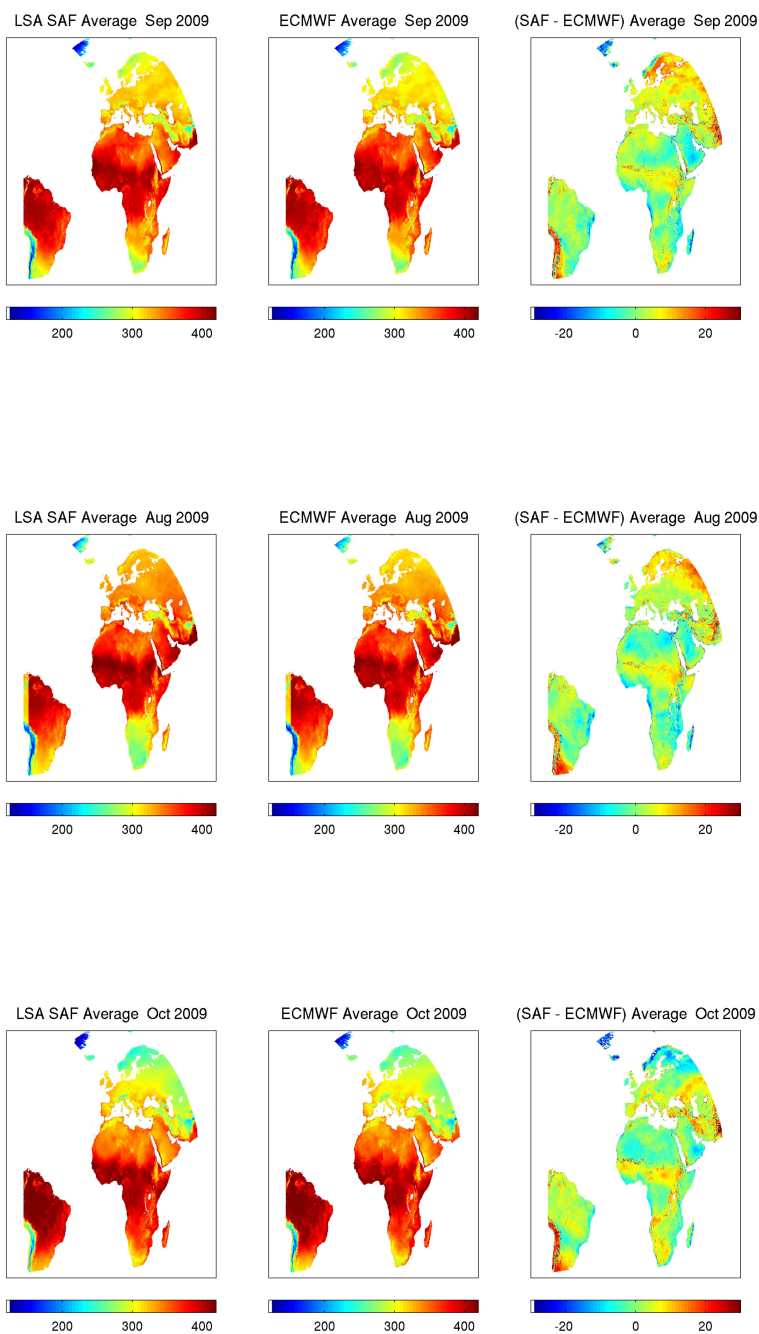 LSA SAF Average  Sep 2009
ECMWF Average  Sep 2009
(SAF - ECMWF) Average  Sep 2009
200 300 400
200 300 400
-20 0 20
LSA SAF Average  Aug 2009
ECMWF Average  Aug 2009
(SAF - ECMWF) Average  Aug 2009
200 300 400
200 300 400
-20 0 20
LSA SAF Average  Oct 2009
ECMWF Average  Oct 2009
(SAF - ECMWF) Average  Oct 2009
200 300 400
200 300 400
-20 0 20